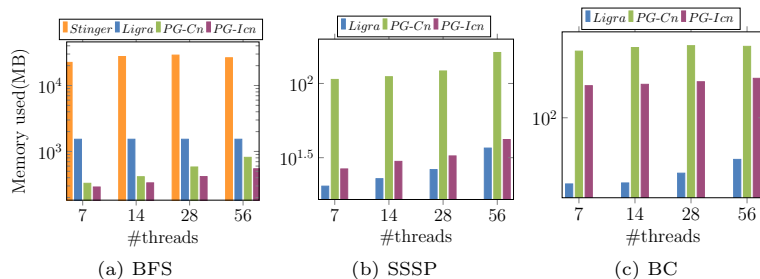 Stinger Ligra PG-Cn PG-Icn
Ligra PG-Cn PG-Icn
Ligra PG-Cn PG-Icn
Memory used(MB)
10^4
10^3
7 14 28 56
#threads
(a) BFS
10^2
10^1.5
7 14 28 56
#threads
(b) SSSP
10^2
7 14 28 56
#threads
(c) BC